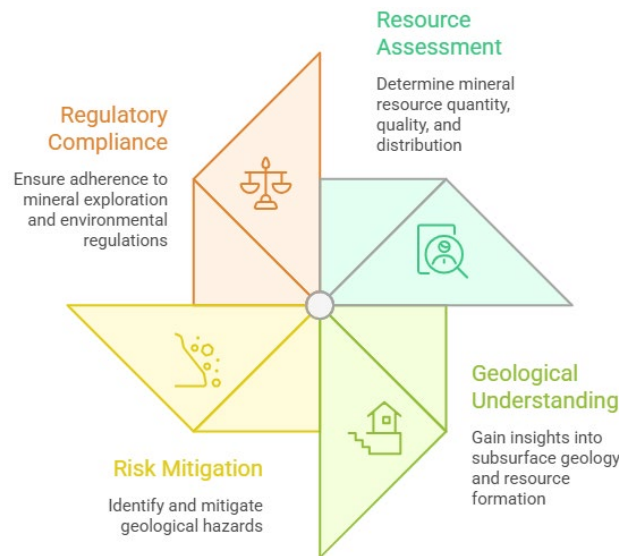 Resource
Assessment
Determine mineral
resource quantity,
quality, and
distribution
Regulatory
Compliance
Ensure adherence to
mineral exploration
and environmental
regulations
Geological
Understanding
Gain insights into
subsurface geology
and resource
formation
Risk Mitigation
Identify and mitigate
geological hazards